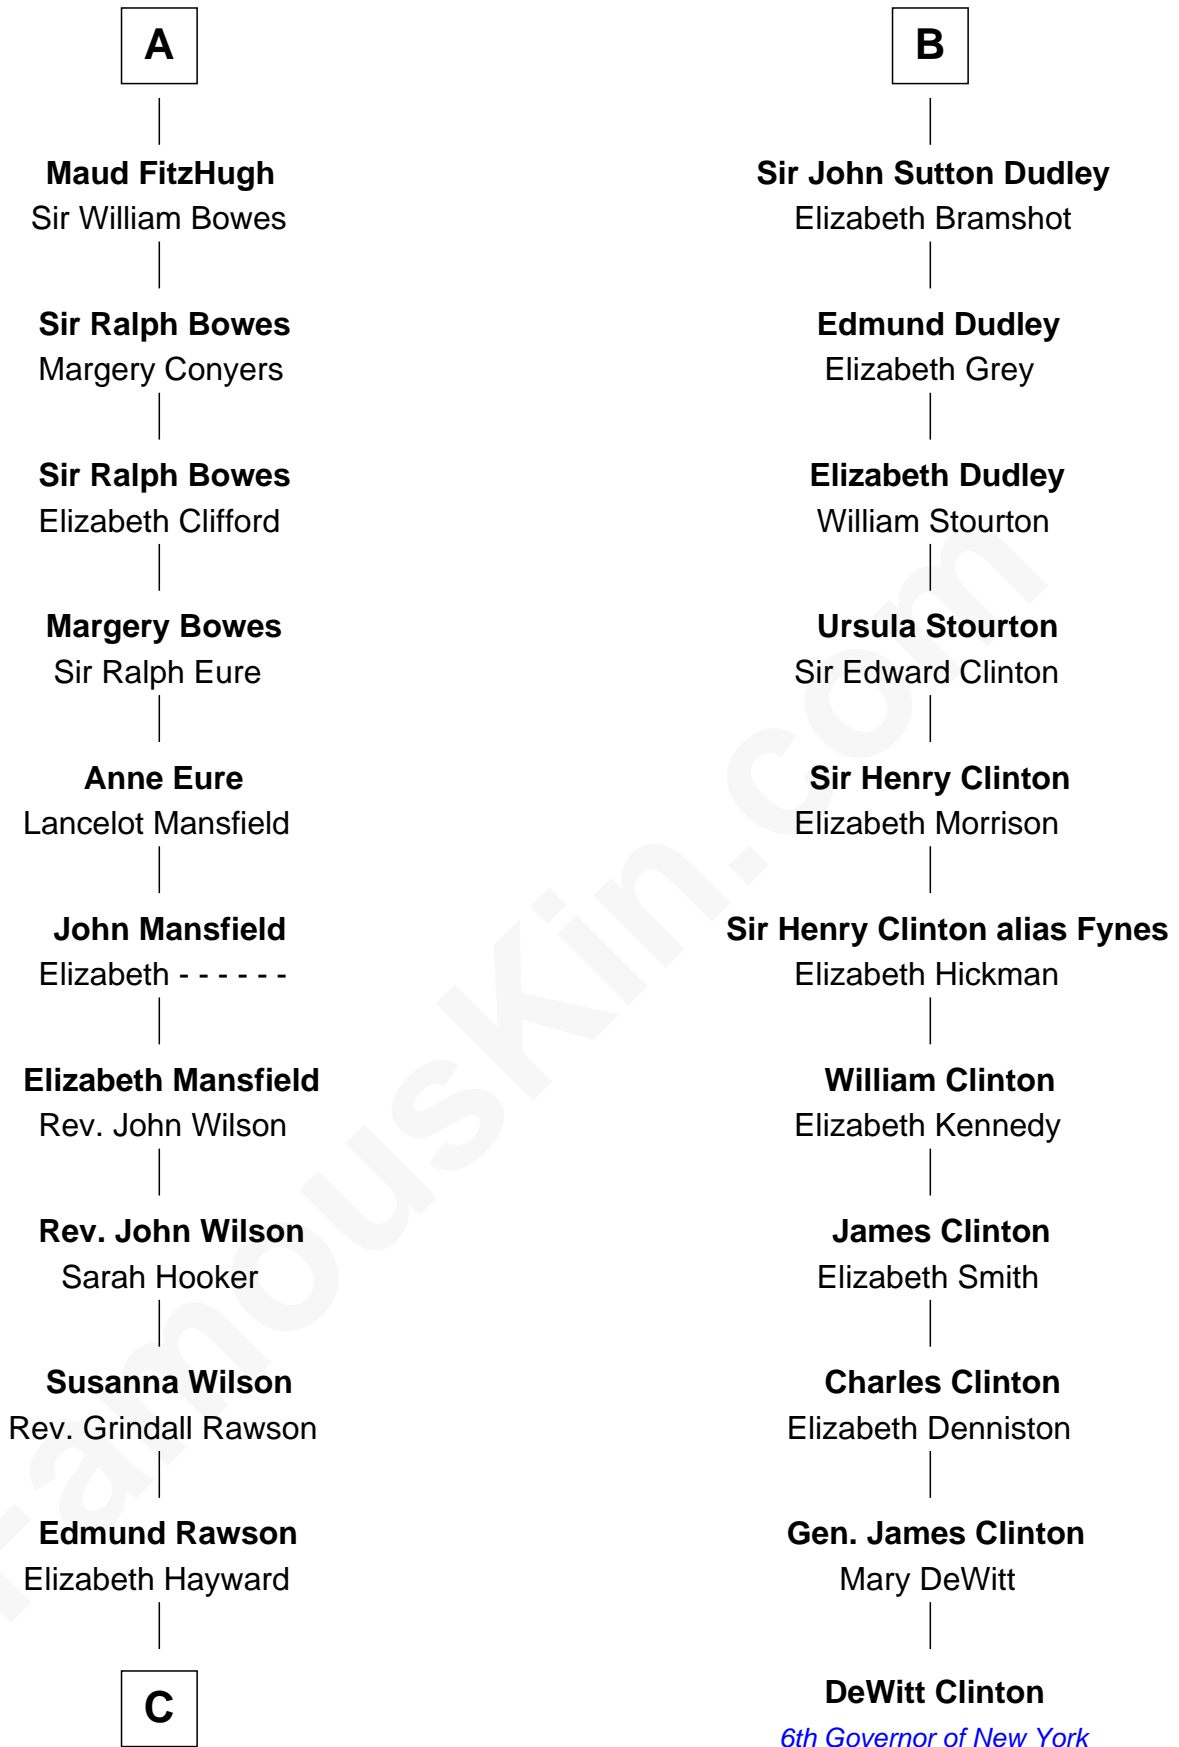 A
Maud FitzHugh
Sir William Bowes
Sir Ralph Bowes
Margery Conyers
Sir Ralph Bowes
Elizabeth Clifford
Margery Bowes
Sir Ralph Eure
Anne Eure
Lancelot Mansfield
John Mansfield
Elizabeth - - - - - -
Elizabeth Mansfield
Rev. John Wilson
Rev. John Wilson
Sarah Hooker
Susanna Wilson
Rev. Grindall Rawson
Edmund Rawson
Elizabeth Hayward
C
B
Sir John Sutton Dudley
Elizabeth Bramshot
Edmund Dudley
Elizabeth Grey
Elizabeth Dudley
William Stourton
Ursula Stourton
Sir Edward Clinton
Sir Henry Clinton
Elizabeth Morrison
Sir Henry Clinton alias Fynes
Elizabeth Hickman
William Clinton
Elizabeth Kennedy
James Clinton
Elizabeth Smith
Charles Clinton
Elizabeth Denniston
Gen. James Clinton
Mary DeWitt
DeWitt Clinton
6th Governor of New York
FamousKin.com